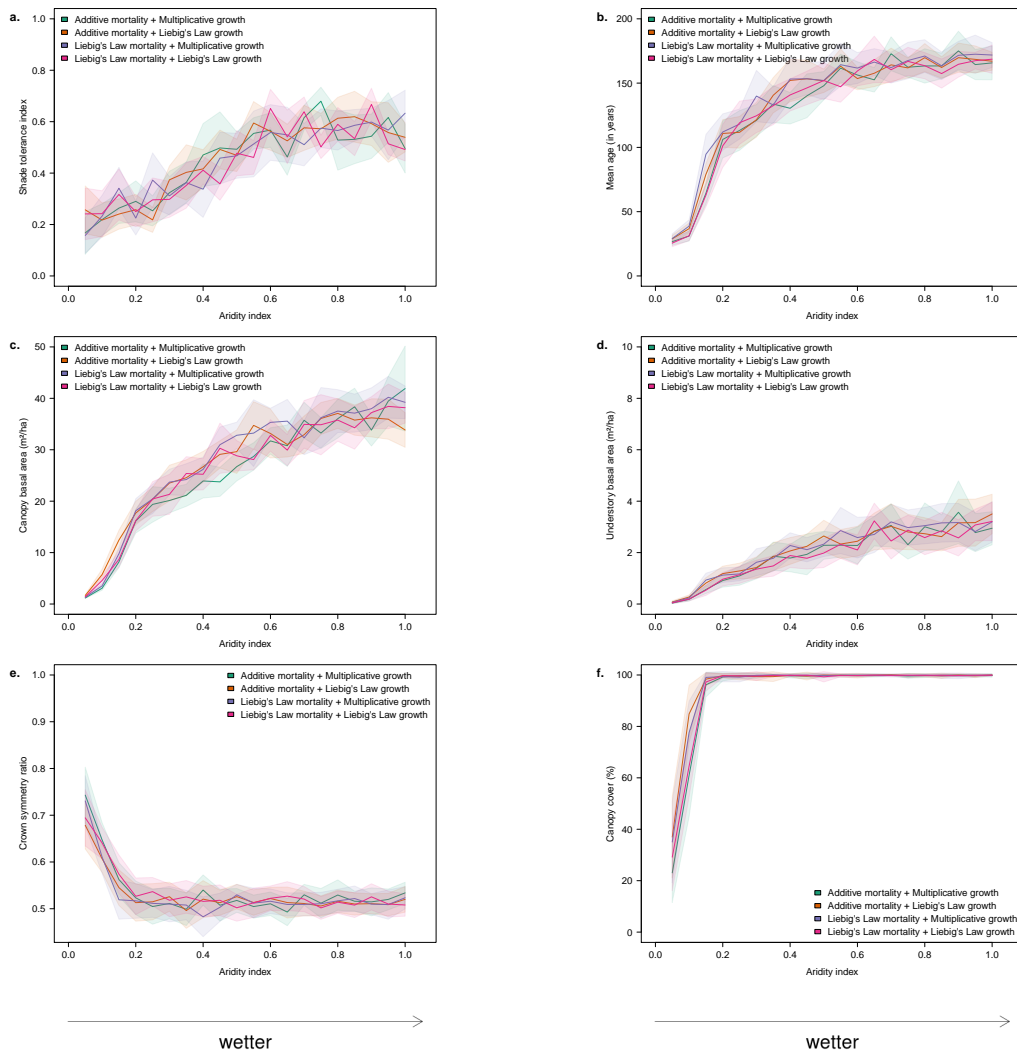 a.
Additive mortality + Multiplicative growth
Additive mortality + Liebig's Law growth
Liebig's Law mortality + Multiplicative growth
Liebig's Law mortality + Liebig's Law growth
Shade tolerance index
1.0
0.8
0.6
0.4
0.2
0.0
0.0 0.2 0.4 0.6 0.8 1.0
Aridity index
b.
Additive mortality + Multiplicative growth
Additive mortality + Liebig's Law growth
Liebig's Law mortality + Multiplicative growth
Liebig's Law mortality + Liebig's Law growth
Mean age (in years)
200
150
100
50
0
0.0 0.2 0.4 0.6 0.8 1.0
Aridity index
c.
Additive mortality + Multiplicative growth
Additive mortality + Liebig's Law growth
Liebig's Law mortality + Multiplicative growth
Liebig's Law mortality + Liebig's Law growth
Canopy basal area (m²/ha)
50
40
30
20
10
0
0.0 0.2 0.4 0.6 0.8 1.0
Aridity index
d.
Additive mortality + Multiplicative growth
Additive mortality + Liebig's Law growth
Liebig's Law mortality + Multiplicative growth
Liebig's Law mortality + Liebig's Law growth
Understory basal area (m²/ha)
10
8
6
4
2
0
0.0 0.2 0.4 0.6 0.8 1.0
Aridity index
e.
Additive mortality + Multiplicative growth
Additive mortality + Liebig's Law growth
Liebig's Law mortality + Multiplicative growth
Liebig's Law mortality + Liebig's Law growth
Crown symmetry ratio
1.0
0.9
0.8
0.7
0.6
0.5
0.0 0.2 0.4 0.6 0.8 1.0
Aridity index
f.
Canopy cover (%)
100
80
60
40
20
0
Additive mortality + Multiplicative growth
Additive mortality + Liebig's Law growth
Liebig's Law mortality + Multiplicative growth
Liebig's Law mortality + Liebig's Law growth
0.0 0.2 0.4 0.6 0.8 1.0
Aridity index
wetter
wetter